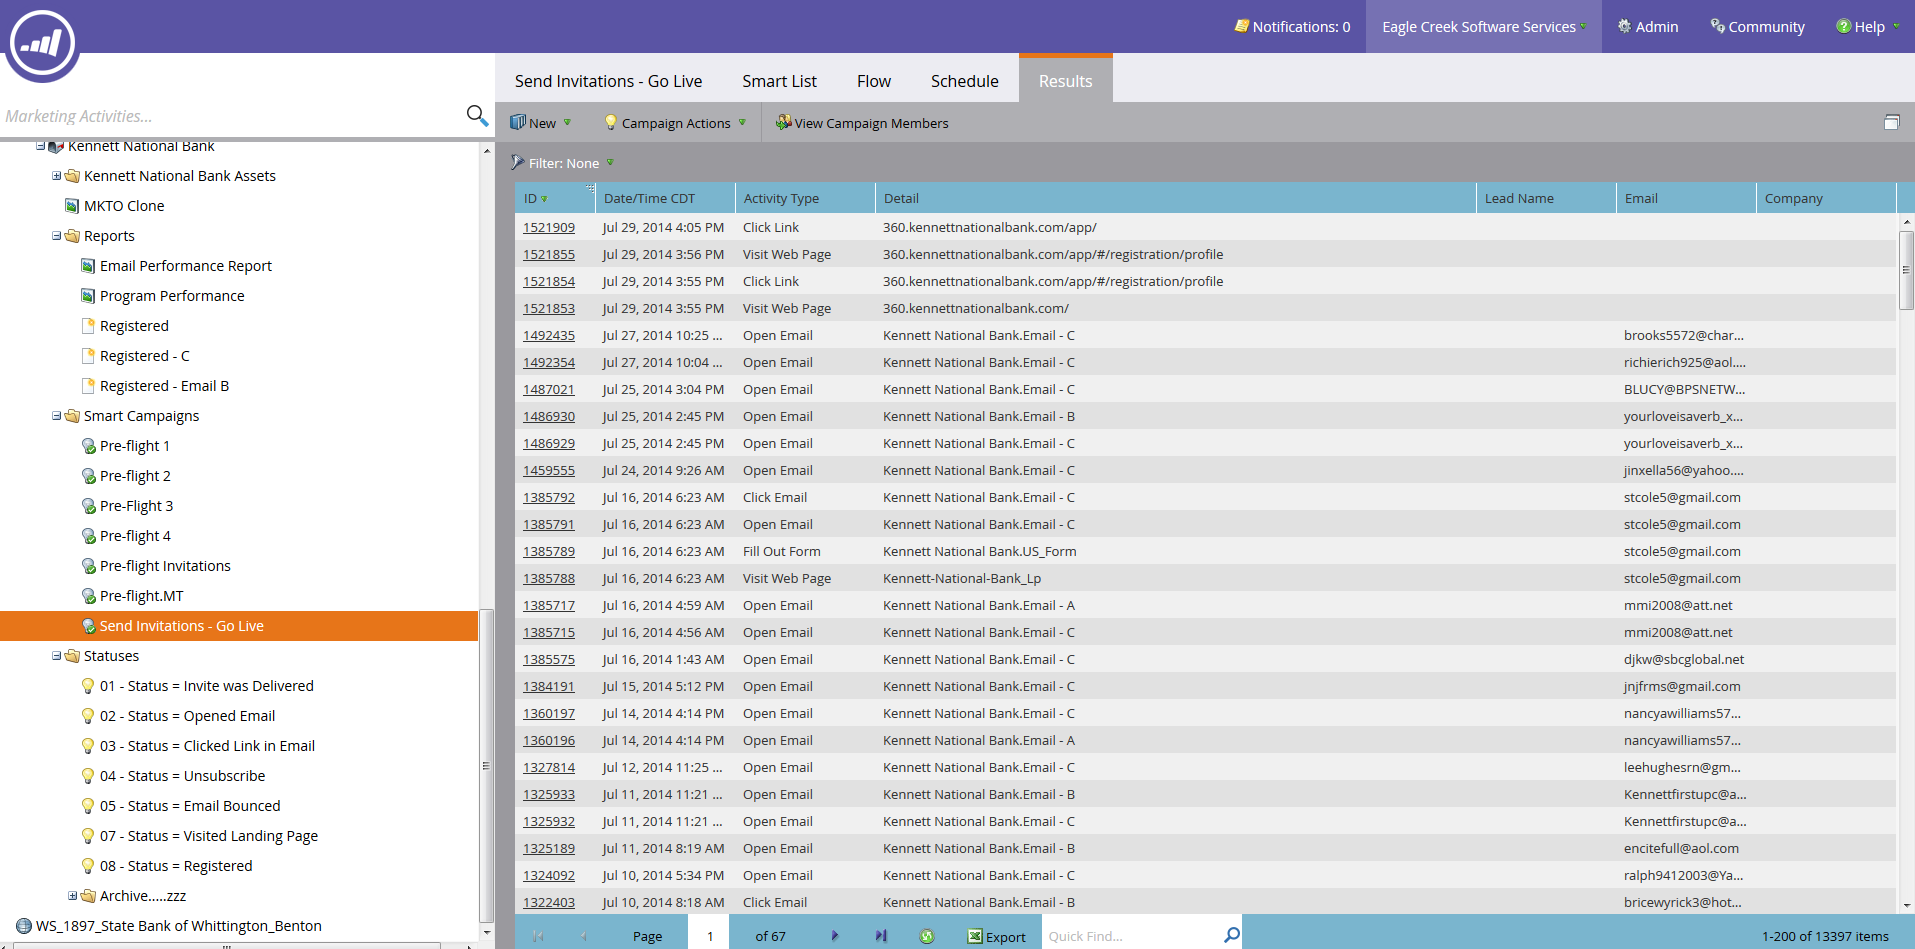 Notifications: 0
Eagle Creek Software Services
Admin
Community
Help
Marketing Activities...
Send Invitations - Go Live
Smart List
Flow
Schedule
Results
New
Campaign Actions
View Campaign Members
Filter: None
Kennett National Bank
Kennett National Bank Assets
MKTO Clone
Reports
Email Performance Report
Program Performance
Registered
Registered - C
Registered - Email B
Smart Campaigns
Pre-flight 1
Pre-flight 2
Pre-Flight 3
Pre-flight 4
Pre-flight Invitations
Pre-flight.MT
Send Invitations - Go Live
Statuses
01 - Status = Invite was Delivered
02 - Status = Opened Email
03 - Status = Clicked Link in Email
04 - Status = Unsubscribe
05 - Status = Email Bounced
07 - Status = Visited Landing Page
08 - Status = Registered
Archive.....zzz
WS_1897_State Bank of Whittington_Benton
ID Date/Time CDT Activity Type Detail Lead Name Email Company
1521909 Jul 29, 2014 4:05 PM Click Link 360.kennettnationalbank.com/app/
1521855 Jul 29, 2014 3:56 PM Visit Web Page 360.kennettnationalbank.com/app/#/registration/profile
1521854 Jul 29, 2014 3:55 PM Click Link 360.kennettnationalbank.com/app/#/registration/profile
1521853 Jul 29, 2014 3:55 PM Visit Web Page 360.kennettnationalbank.com/
1492435 Jul 27, 2014 10:25 ... Open Email Kennett National Bank.Email - C brooks5572@char...
1492354 Jul 27, 2014 10:04 ... Open Email Kennett National Bank.Email - C richierich925@aol....
1487021 Jul 25, 2014 3:04 PM Open Email Kennett National Bank.Email - C BLUCY@BPSNETW...
1486930 Jul 25, 2014 2:45 PM Open Email Kennett National Bank.Email - B yourloveisaverb_x...
1486929 Jul 25, 2014 2:45 PM Open Email Kennett National Bank.Email - C yourloveisaverb_x...
1459555 Jul 24, 2014 9:26 AM Open Email Kennett National Bank.Email - C jinxella56@yahoo....
1385792 Jul 16, 2014 6:23 AM Click Email Kennett National Bank.Email - C stcole5@gmail.com
1385791 Jul 16, 2014 6:23 AM Open Email Kennett National Bank.Email - C stcole5@gmail.com
1385789 Jul 16, 2014 6:23 AM Fill Out Form Kennett National Bank.US_Form stcole5@gmail.com
1385788 Jul 16, 2014 6:23 AM Visit Web Page Kennett-National-Bank_Lp stcole5@gmail.com
1385717 Jul 16, 2014 4:59 AM Open Email Kennett National Bank.Email - A mmi2008@att.net
1385715 Jul 16, 2014 4:56 AM Open Email Kennett National Bank.Email - C mmi2008@att.net
1385575 Jul 16, 2014 1:43 AM Open Email Kennett National Bank.Email - C djkw@sbcglobal.net
1384191 Jul 15, 2014 5:12 PM Open Email Kennett National Bank.Email - C jnjfrms@gmail.com
1360197 Jul 14, 2014 4:14 PM Open Email Kennett National Bank.Email - C nancyawilliams57...
1360196 Jul 14, 2014 4:14 PM Open Email Kennett National Bank.Email - A nancyawilliams57...
1327814 Jul 12, 2014 11:25 ... Open Email Kennett National Bank.Email - C leehughesrn@gm...
1325933 Jul 11, 2014 11:21 ... Open Email Kennett National Bank.Email - B Kennettfirstupc@a...
1325932 Jul 11, 2014 11:21 ... Open Email Kennett National Bank.Email - C Kennettfirstupc@a...
1325189 Jul 11, 2014 8:19 AM Open Email Kennett National Bank.Email - B encitefull@aol.com
1324092 Jul 10, 2014 5:34 PM Open Email Kennett National Bank.Email - C ralph9412003@Ya...
1322403 Jul 10, 2014 8:18 AM Click Email Kennett National Bank.Email - B bricewyrick3@hot...
Page 1 of 67 Export Quick Find... 1-200 of 13397 items